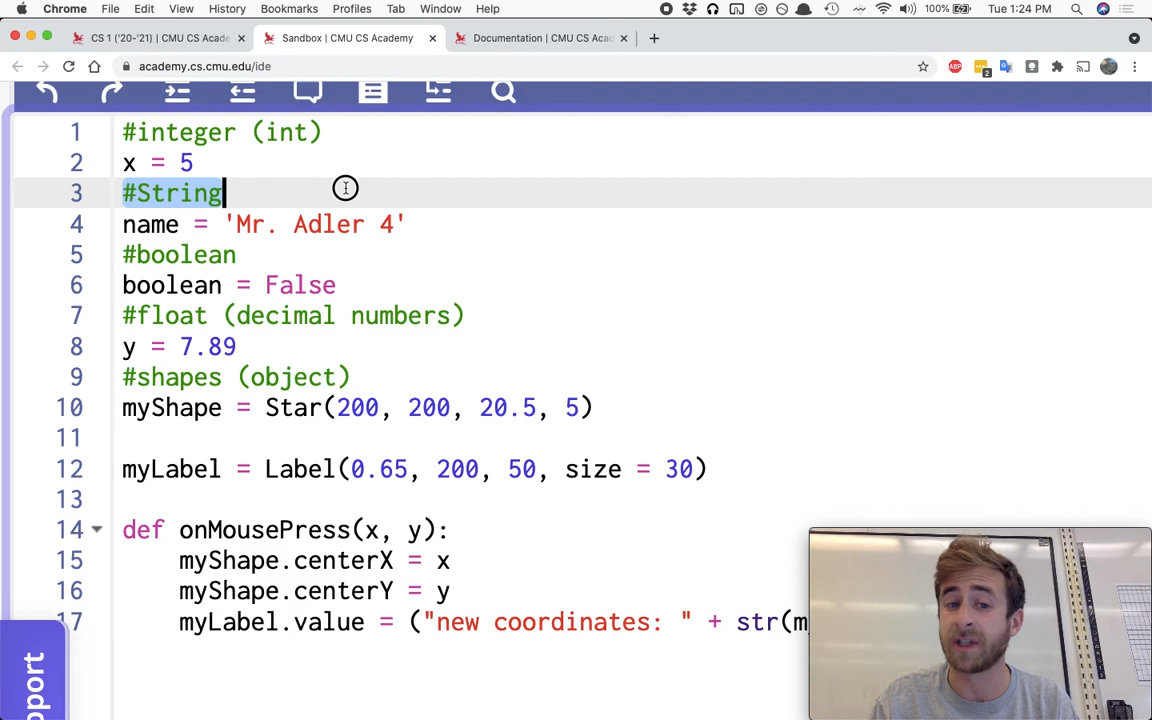 Chrome File Edit View History Bookmarks Profiles Tab Window Help 100% Tue 1:24 PM
CS 1 ('20-'21) | CMU CS Acade Sandbox | CMU CS Academy Documentation | CMU CS Aca
academy.cs.cmu.edu/ide ABP 2
1 #integer (int)
2 x = 5
3 #String
4 name = 'Mr. Adler 4'
5 #boolean
6 boolean = False
7 #float (decimal numbers)
8 y = 7.89
9 #shapes (object)
10 myShape = Star(200, 200, 20.5, 5)
11
12 myLabel = Label(0.65, 200, 50, size = 30)
13
14 def onMousePress(x, y):
15 myShape.centerX = x
16 myShape.centerY = y
17 myLabel.value = ("new coordinates: " + str(m
pport